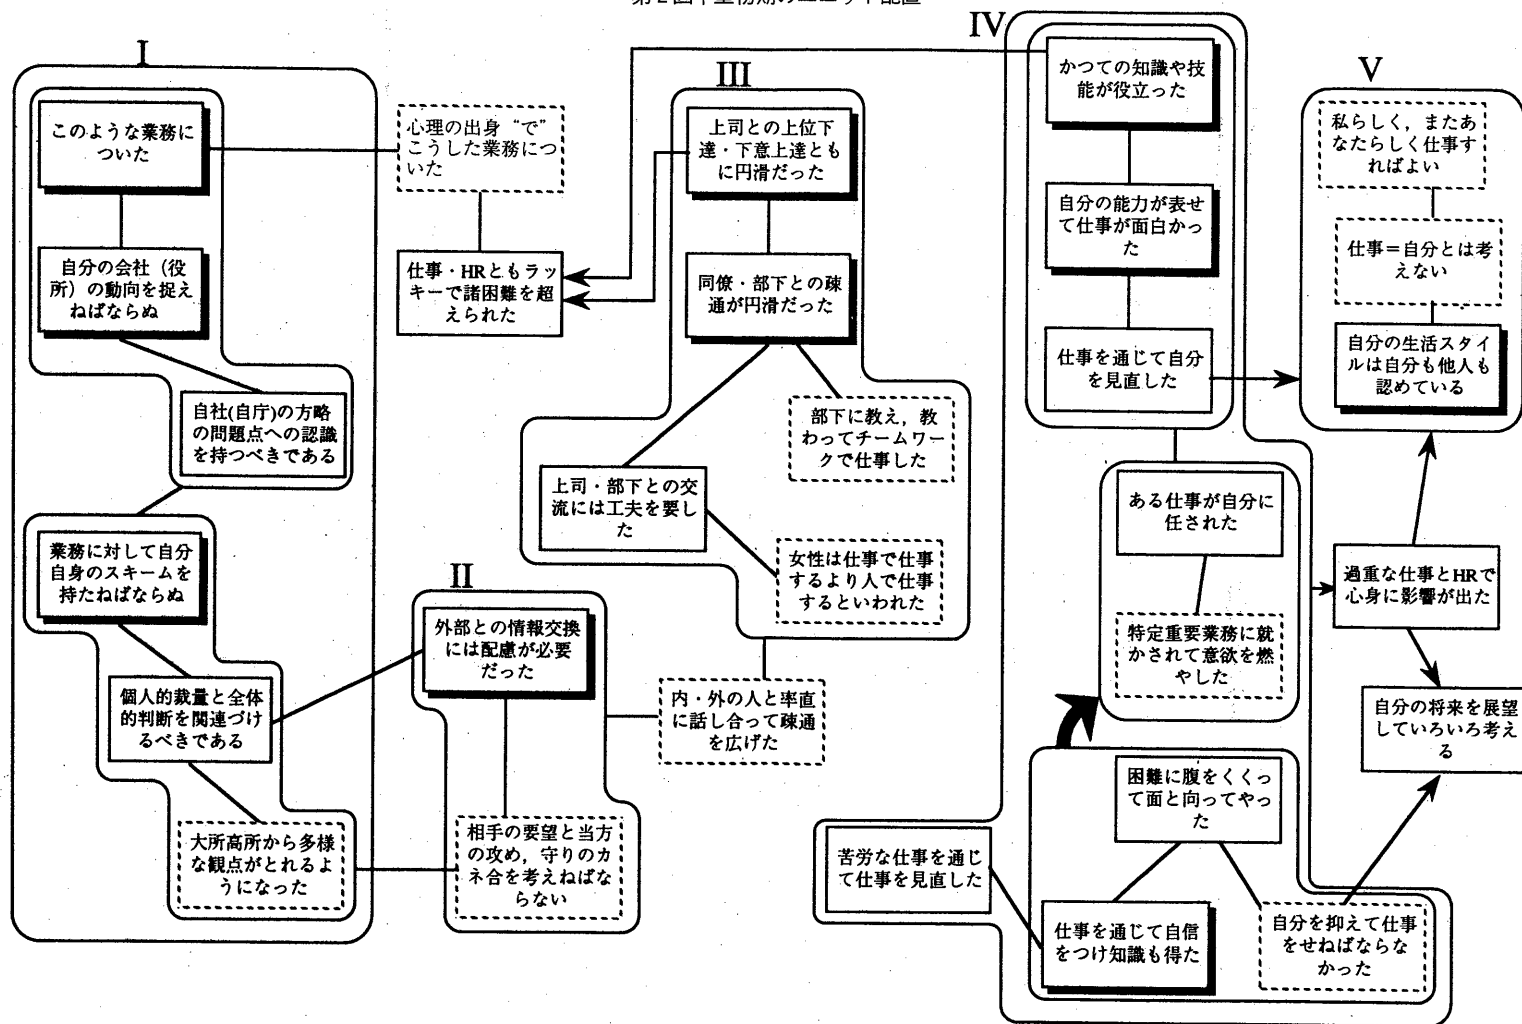 I
このような業務に
ついた
自分の会社（役
所）の動向を捉え
ねばならぬ
自社(自庁)の方略
の問題点への認識
を持つべきである
業務に対して自分
自身のスキームを
持たねばならぬ
個人的裁量と全体
的判断を関連づけ
るべきである
大所高所から多様
な観点がとれるよ
うになった
心理の出身“で”
こうした業務につ
いた
仕事・HRともラッ
キーで諸困難を超
えられた
II
外部との情報交換
には配慮が必要
だった
相手の要望と当方
の攻め，守りのカ
ネ合を考えねばな
らない
III
上司との上位下
達・下意上達とも
に円滑だった
同僚・部下との疎
通が円滑だった
部下に教え，教
わってチームワー
クで仕事した
上司・部下との交
流には工夫を要し
た
女性は仕事で仕事
するより人で仕事
するといわれた
内・外の人と率直
に話し合って疎通
を広げた
IV
かつての知識や技
能が役立った
自分の能力が表せ
て仕事が面白かっ
た
仕事を通じて自分
を見直した
ある仕事が自分に
任された
特定重要業務に就
かされて意欲を燃
やした
困難に腹をくくっ
て面と向ってやっ
た
苦労な仕事を通じ
て仕事を見直した
仕事を通じて自信
をつけ知識も得た
自分を抑えて仕事
をせねばならな
かった
V
私らしく，またあ
なたらしく仕事す
ればよい
仕事＝自分とは考
えない
自分の生活スタイ
ルは自分も他人も
認めている
過重な仕事とHRで
心身に影響が出た
自分の将来を展望
していろいろ考え
る